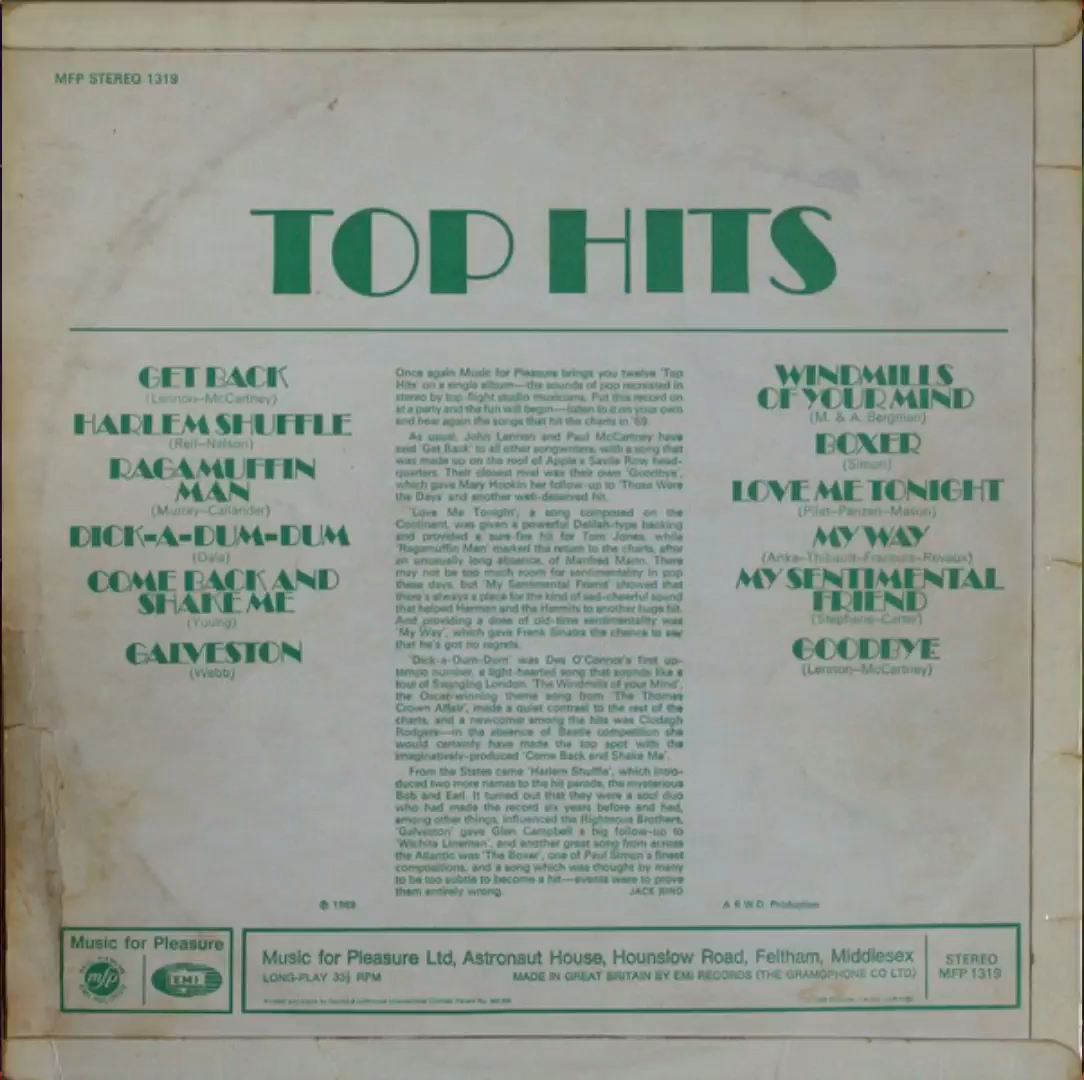 MFP STEREO 1319
TOP HITS
GET BACK
(Lennon–McCartney)
HARLEM SHUFFLE
(Relf–Nelson)
RAGAMUFFIN
MAN
(Murray–Callander)
DICK-A-DUM-DUM
(Dale)
COME BACK AND
SHAKE ME
(Young)
GALVESTON
(Webb)
Once again Music for Pleasure brings you twelve 'Top
Hits' on a single album—the sounds of pop recreated in
stereo by top-flight studio musicians. Put this record on
at a party and the fun will begin—listen to it on your own
and hear again the songs that hit the charts in '69.
As usual, John Lennon and Paul McCartney have
said 'Get Back' to all other songwriters, with a song that
was made up on the roof of Apple's Savile Row head-
quarters. Their closest rival was their own 'Goodbye',
which gave Mary Hopkin her follow-up to 'Those Were
the Days' and another well-deserved hit.
'Love Me Tonight', a song composed on the
Continent, was given a powerful Delilah-type backing
and provided a sure-fire hit for Tom Jones, while
'Ragamuffin Man' marked the return to the charts, after
an unusually long absence, of Manfred Mann. There
may not be too much room for sentimentality in pop
these days, but 'My Sentimental Friend' showed that
there's always a place for the kind of sad-cheerful sound
that helped Herman and the Hermits to another huge hit.
And providing a dose of old-time sentimentality was
'My Way', which gave Frank Sinatra the chance to say
that he's got no regrets.
'Dick-a-Dum-Dum' was Des O'Connor's first up-
tempo number, a light-hearted song that sounds like a
tour of Swinging London. 'The Windmills of your Mind',
the Oscar-winning theme song from 'The Thomas
Crown Affair', made a quiet contrast to the rest of the
charts, and a newcomer among the hits was Clodagh
Rodgers—in the absence of Beatle competition she
would certainly have made the top spot with the
imaginatively-produced 'Come Back and Shake Me'.
From the States came 'Harlem Shuffle', which intro-
duced two more names to the hit parade, the mysterious
Bob and Earl. It turned out that they were a soul duo
who had made the record six years before and had,
among other things, influenced the Righteous Brothers.
'Galveston' gave Glen Campbell a big follow-up to
'Wichita Lineman', and another great song from across
the Atlantic was 'The Boxer', one of Paul Simon's finest
compositions, and a song which was thought by many
to be too subtle to become a hit—events were to prove
them entirely wrong. JACK
WINDMILLS
OF YOUR MIND
(M. & A. Bergman)
BOXER
(Simon)
LOVE ME TONIGHT
(Pilat–Panzeri–Mason)
MY WAY
(Anka–Thibault–Francois–Revaux)
MY SENTIMENTAL
FRIEND
(Stephens–Carter)
GOODBYE
(Lennon–McCartney)
℗ 1969
A B.W.D. Production
Music for Pleasure
mfp
EMI
Music for Pleasure Ltd, Astronaut House, Hounslow Road, Feltham, Middlesex
LONG-PLAY 33⅓ RPM
MADE IN GREAT BRITAIN BY EMI RECORDS (THE GRAMOPHONE CO LTD)
STEREO
MFP 1319